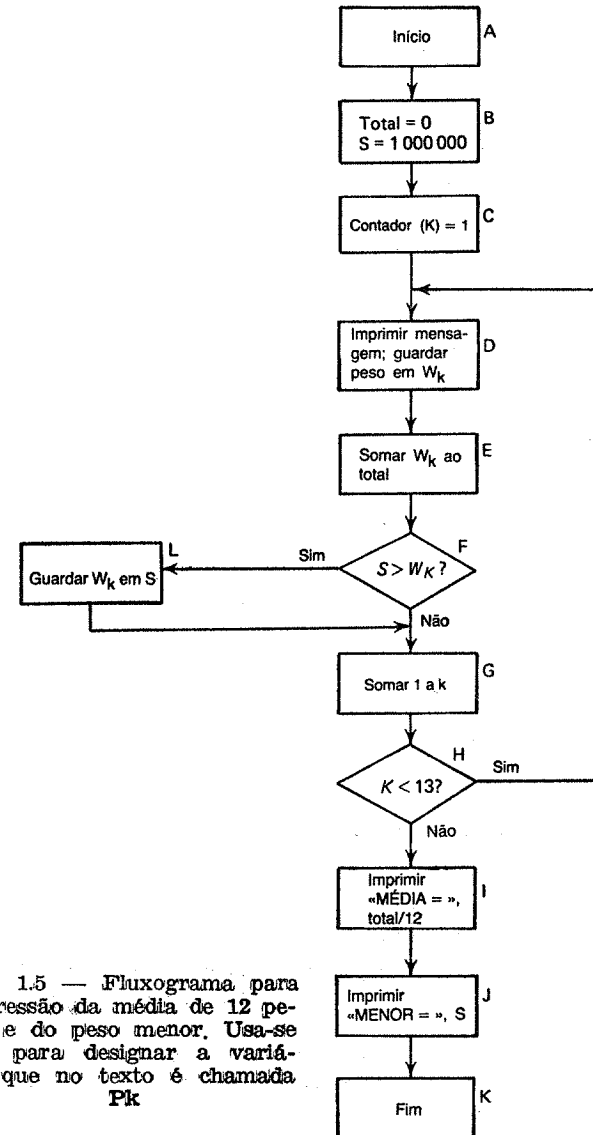 Início
A
Total = 0
S = 1 000 000
B
Contador (K) = 1
C
Imprimir mensa-
gem; guardar
peso em Wk
D
Somar Wk ao
total
E
F
S > WK ?
Sim
L
Guardar Wk em S
Não
Somar 1 a k
G
H
K < 13?
Sim
Não
Imprimir
«MÉDIA = »,
total/12
I
Imprimir
«MENOR = », S
J
Fim
K
1.5 — Fluxograma para
ressão da média de 12 pe-
e do peso menor. Usa-se
para designar a variá-
que no texto é chamada
Pk